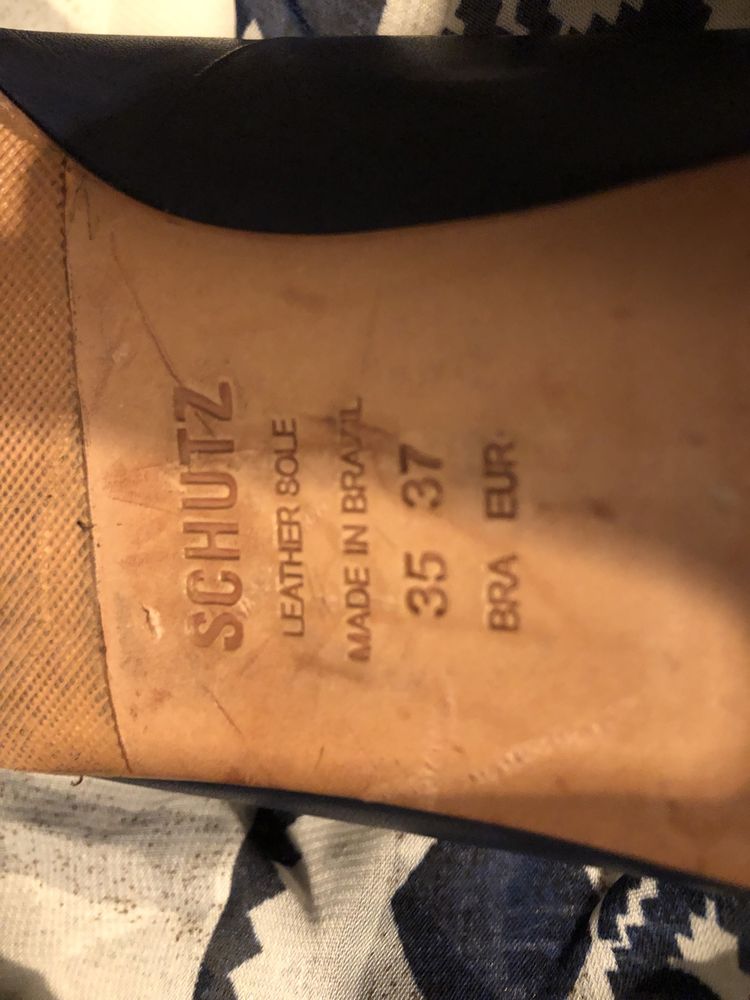 SCHUTZ
LEATHER SOLE
MADE IN BRAZIL
35 37
BRA EUR